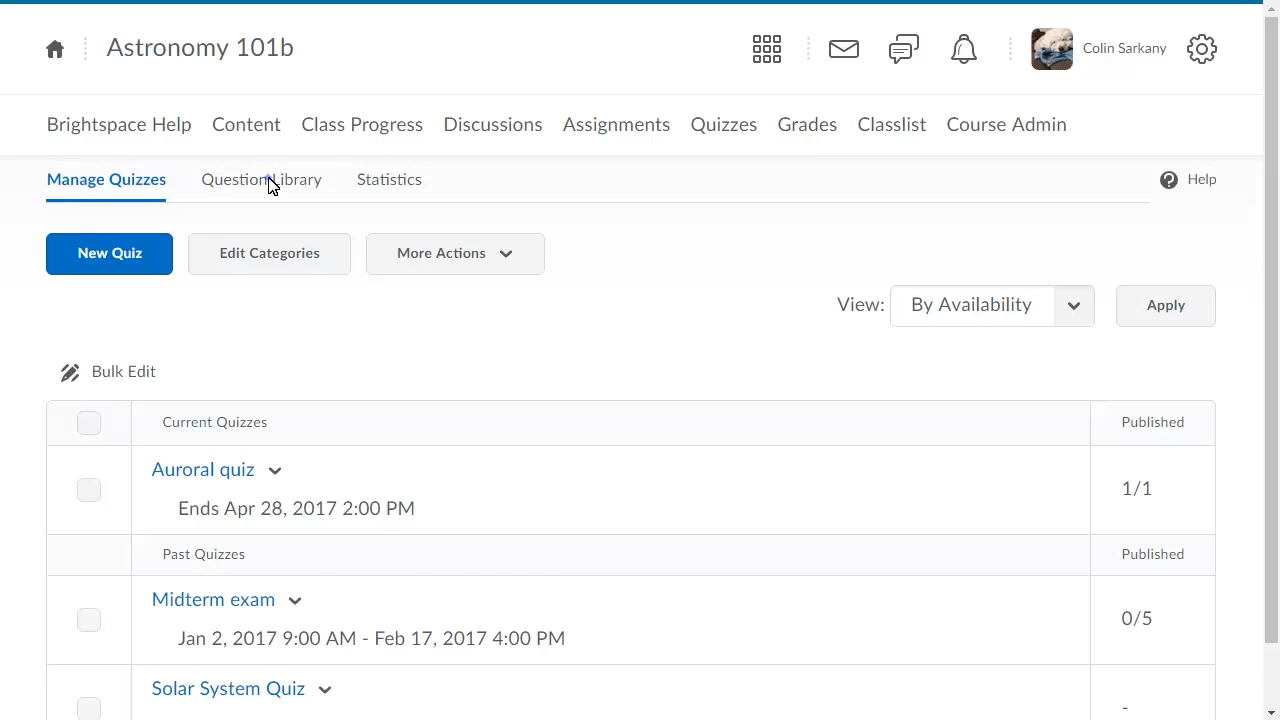 Astronomy 101b
Colin Sarkany
Brightspace Help Content Class Progress Discussions Assignments Quizzes Grades Classlist Course Admin
Manage Quizzes Question Library Statistics Help
New Quiz Edit Categories More Actions
View: By Availability Apply
Bulk Edit
Current Quizzes Published
Auroral quiz
Ends Apr 28, 2017 2:00 PM
1/1
Past Quizzes Published
Midterm exam
Jan 2, 2017 9:00 AM - Feb 17, 2017 4:00 PM
0/5
Solar System Quiz
-